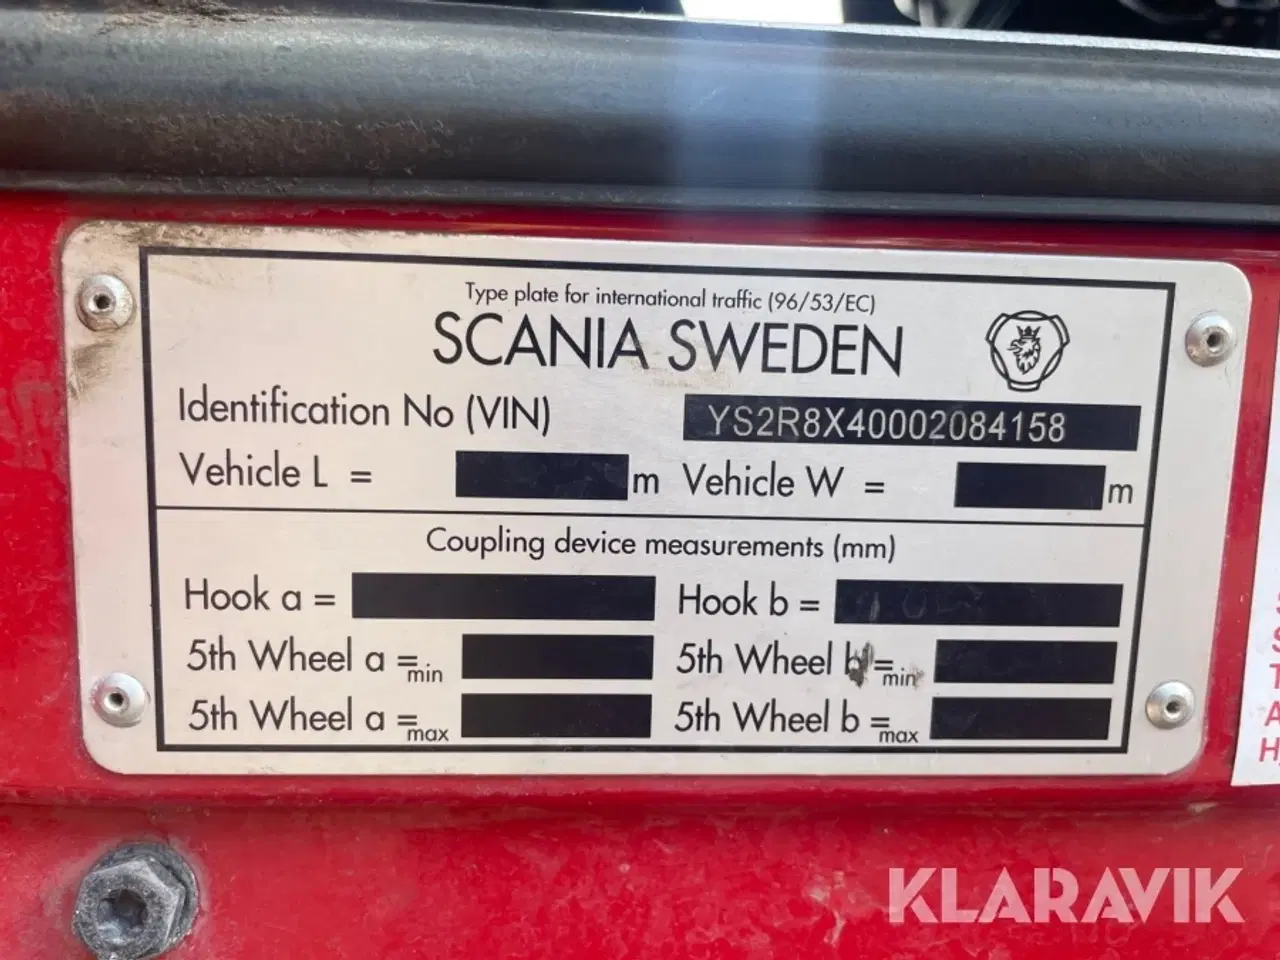 Type plate for international traffic (96/53/EC)
SCANIA SWEDEN
Identification No (VIN) YS2R8X40002084158
Vehicle L = m Vehicle W = m
Coupling device measurements (mm)
Hook a = Hook b =
5th Wheel a =min 5th Wheel b =min
5th Wheel a =max 5th Wheel b =max
S
T
A
H
KLARAVIK